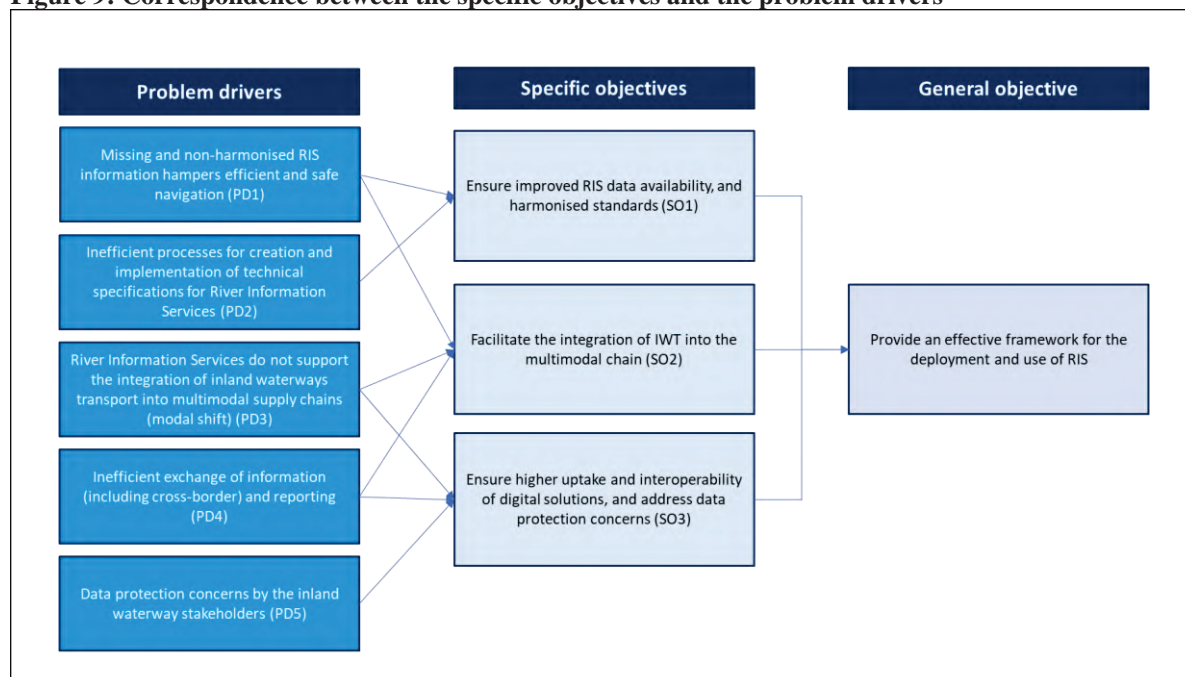 Figure 9: Correspondence between the specific objectives and the problem drivers
Problem drivers
Missing and non-harmonised RIS
information hampers efficient and safe
navigation (PD1)
Inefficient processes for creation and
implementation of technical
specifications for River Information
Services (PD2)
River Information Services do not support
the integration of inland waterways
transport into multimodal supply chains
(modal shift) (PD3)
Inefficient exchange of information
(including cross-border) and reporting
(PD4)
Data protection concerns by the inland
waterway stakeholders (PD5)
Specific objectives
Ensure improved RIS data availability, and
harmonised standards (SO1)
Facilitate the integration of IWT into the
multimodal chain (SO2)
Ensure higher uptake and interoperability
of digital solutions, and address data
protection concerns (SO3)
General objective
Provide an effective framework for the
deployment and use of RIS